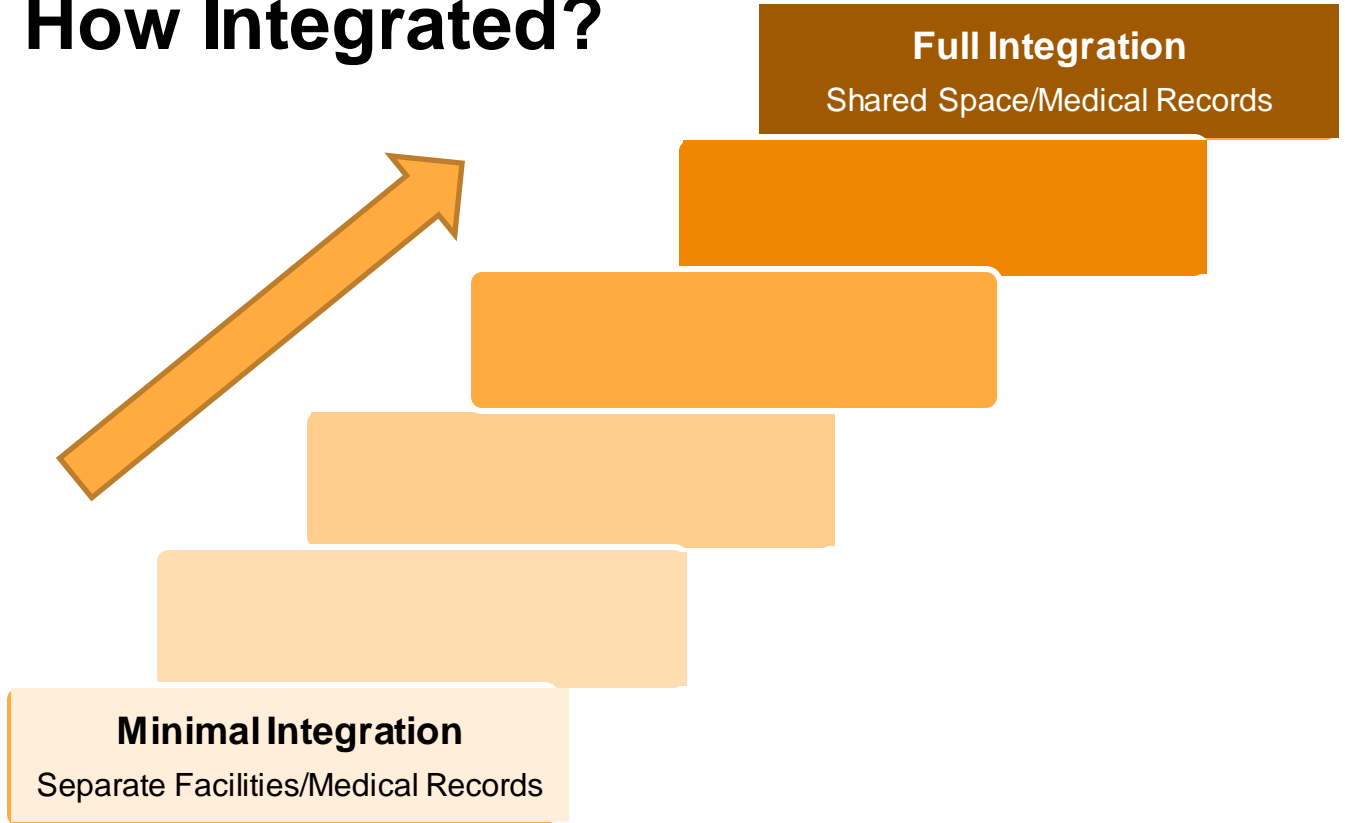 How Integrated?
Full Integration
Shared Space/Medical Records
Minimal Integration
Separate Facilities/Medical Records